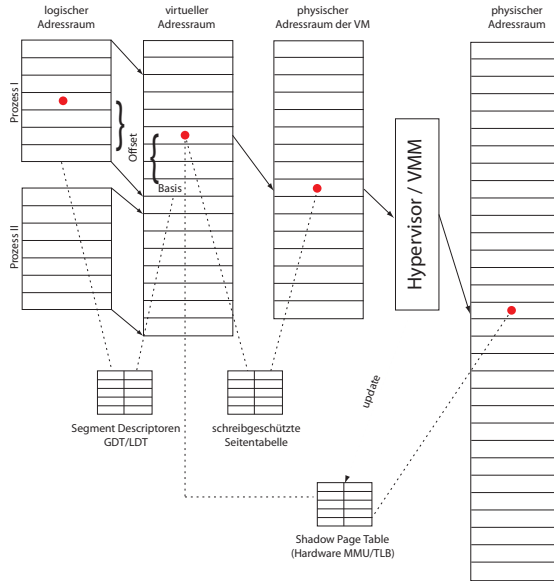 logischer
Adressraum
virtueller
Adressraum
physischer
Adressraum der VM
physischer
Adressraum
Prozess I
Offset
Basis
Prozess II
Hypervisor / VMM
Segment Descriptoren
GDT/LDT
schreibgeschützte
Seitentabelle
update
Shadow Page Table
(Hardware MMU/TLB)